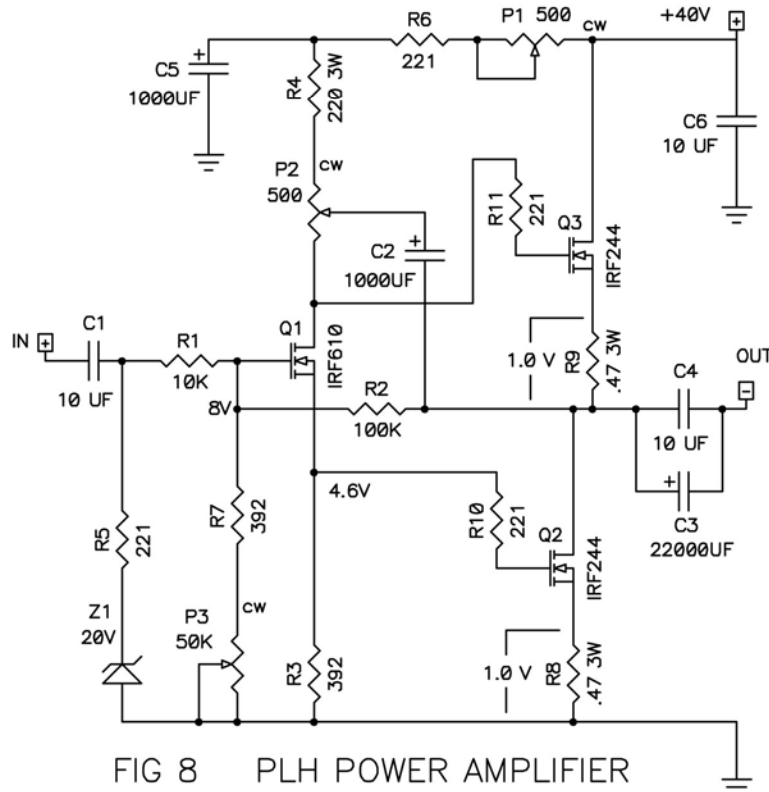 P1 500
R6
cw
+40V
+
221
+
C5
1000UF
R4
220 3W
C6
10 UF
P2
500
cw
R11
221
Q3
IRF244
+
C2
1000UF
C1
IN +
R1
Q1
IRF610
1.0 V
R9
.47 3W
C4
OUT
-
10 UF
10K
R2
8V
100K
10 UF
4.6V
+
C3
22000UF
R7
392
R10
221
Q2
IRF244
R5
221
Z1
20V
P3
50K
cw
R3
392
1.0 V
R8
.47 3W
FIG 8 PLH POWER AMPLIFIER